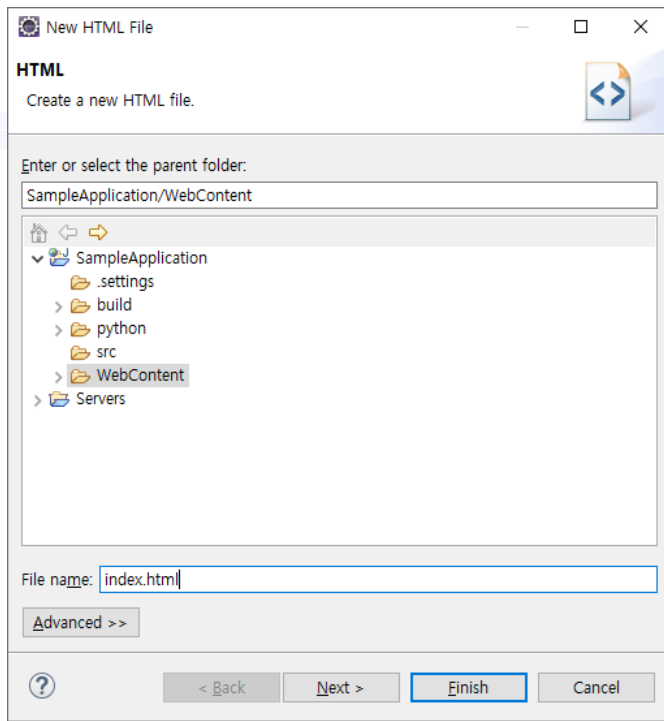 New HTML File
HTML
Create a new HTML file.
Enter or select the parent folder:
SampleApplication/WebContent
SampleApplication
.settings
build
python
src
WebContent
Servers
File name: index.html
Advanced >>
< Back Next > Finish Cancel